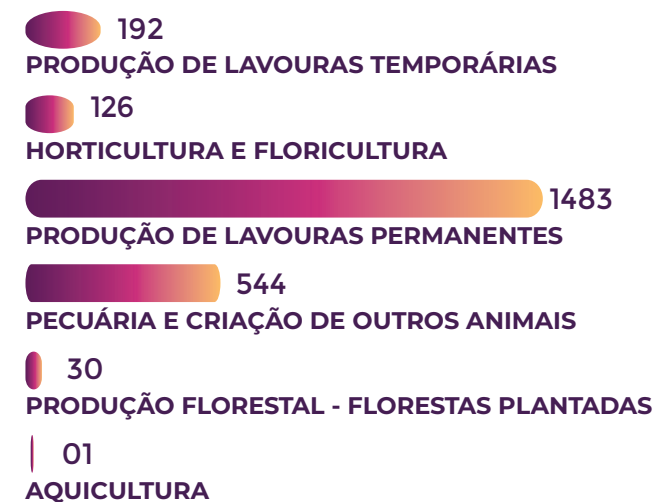 192
PRODUÇÃO DE LAVOURAS TEMPORÁRIAS
126
HORTICULTURA E FLORICULTURA
1483
PRODUÇÃO DE LAVOURAS PERMANENTES
544
PECUÁRIA E CRIAÇÃO DE OUTROS ANIMAIS
30
PRODUÇÃO FLORESTAL - FLORESTAS PLANTADAS
01
AQUICULTURA